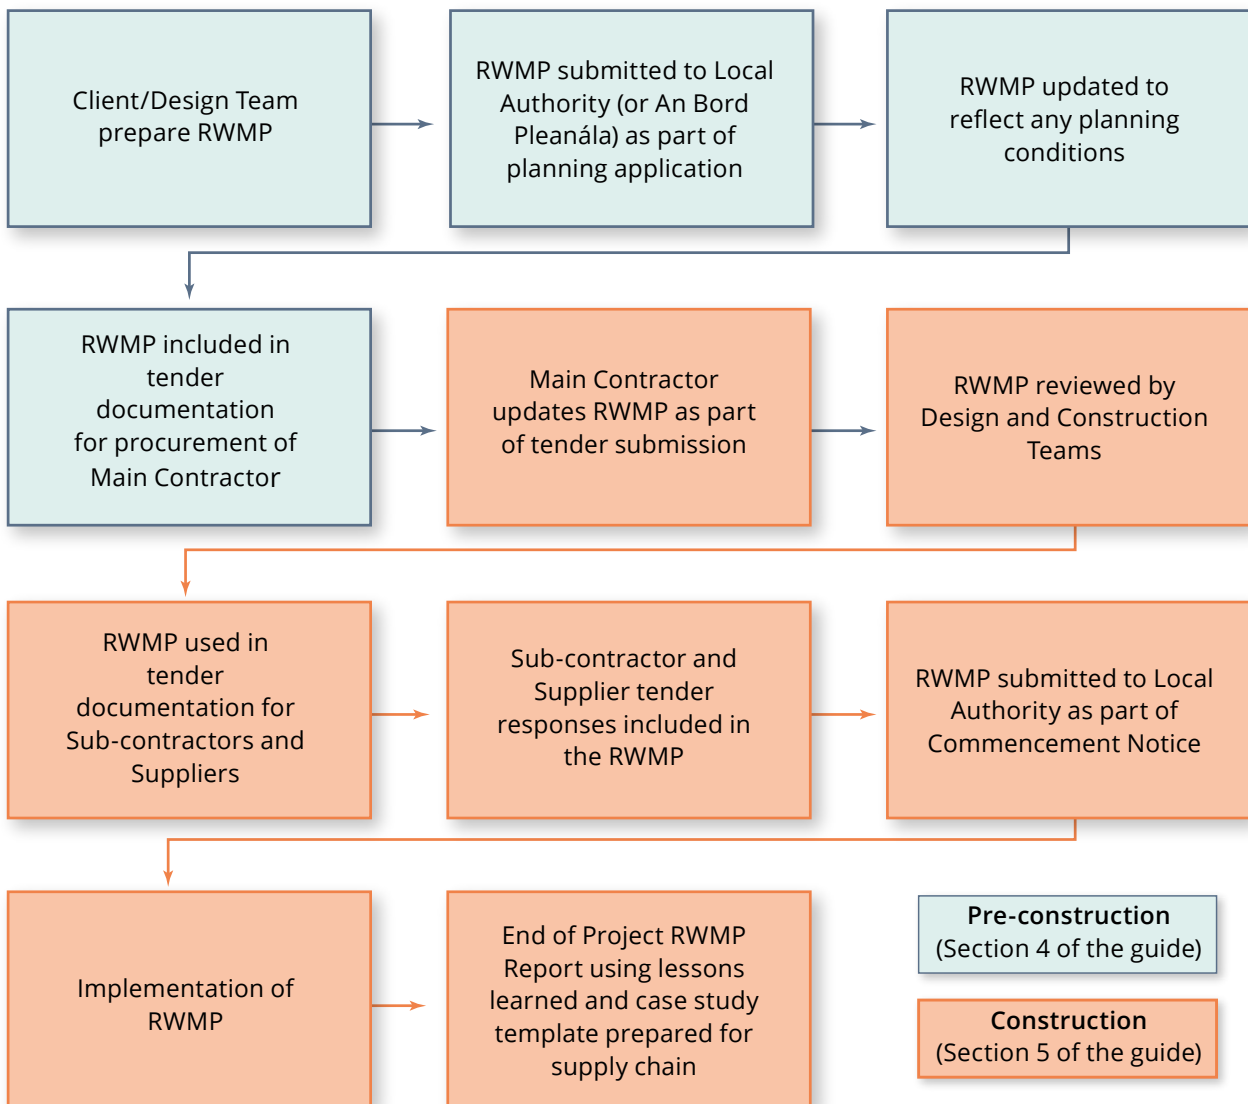 Client/Design Team
prepare RWMP
RWMP submitted to Local
Authority (or An Bord
Pleanála) as part of
planning application
RWMP updated to
reflect any planning
conditions
RWMP included in
tender
documentation
for procurement of
Main Contractor
Main Contractor
updates RWMP as part
of tender submission
RWMP reviewed by
Design and Construction
Teams
RWMP used in
tender
documentation for
Sub-contractors and
Suppliers
Sub-contractor and
Supplier tender
responses included in
the RWMP
RWMP submitted to Local
Authority as part of
Commencement Notice
Implementation of
RWMP
End of Project RWMP
Report using lessons
learned and case study
template prepared for
supply chain
Pre-construction
(Section 4 of the guide)
Construction
(Section 5 of the guide)